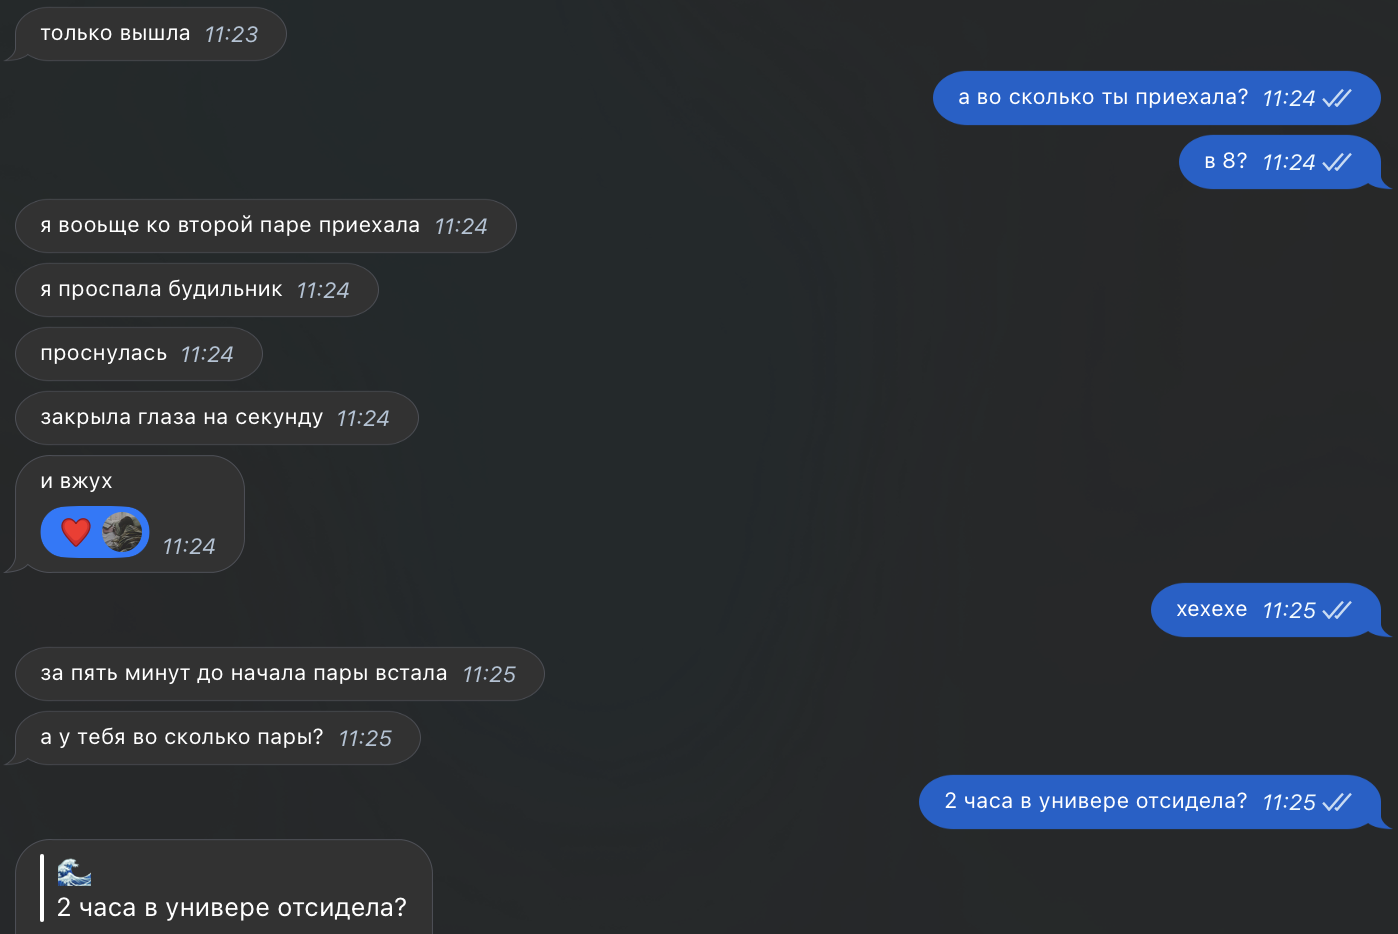 только вышла 11:23
а во сколько ты приехала? 11:24
в 8? 11:24
я вооьще ко второй паре приехала 11:24
я проспала будильник 11:24
проснулась 11:24
закрыла глаза на секунду 11:24
и вжух
11:24
хехехе 11:25
за пять минут до начала пары встала 11:25
а у тебя во сколько пары? 11:25
2 часа в универе отсидела? 11:25
🌊
2 часа в универе отсидела?